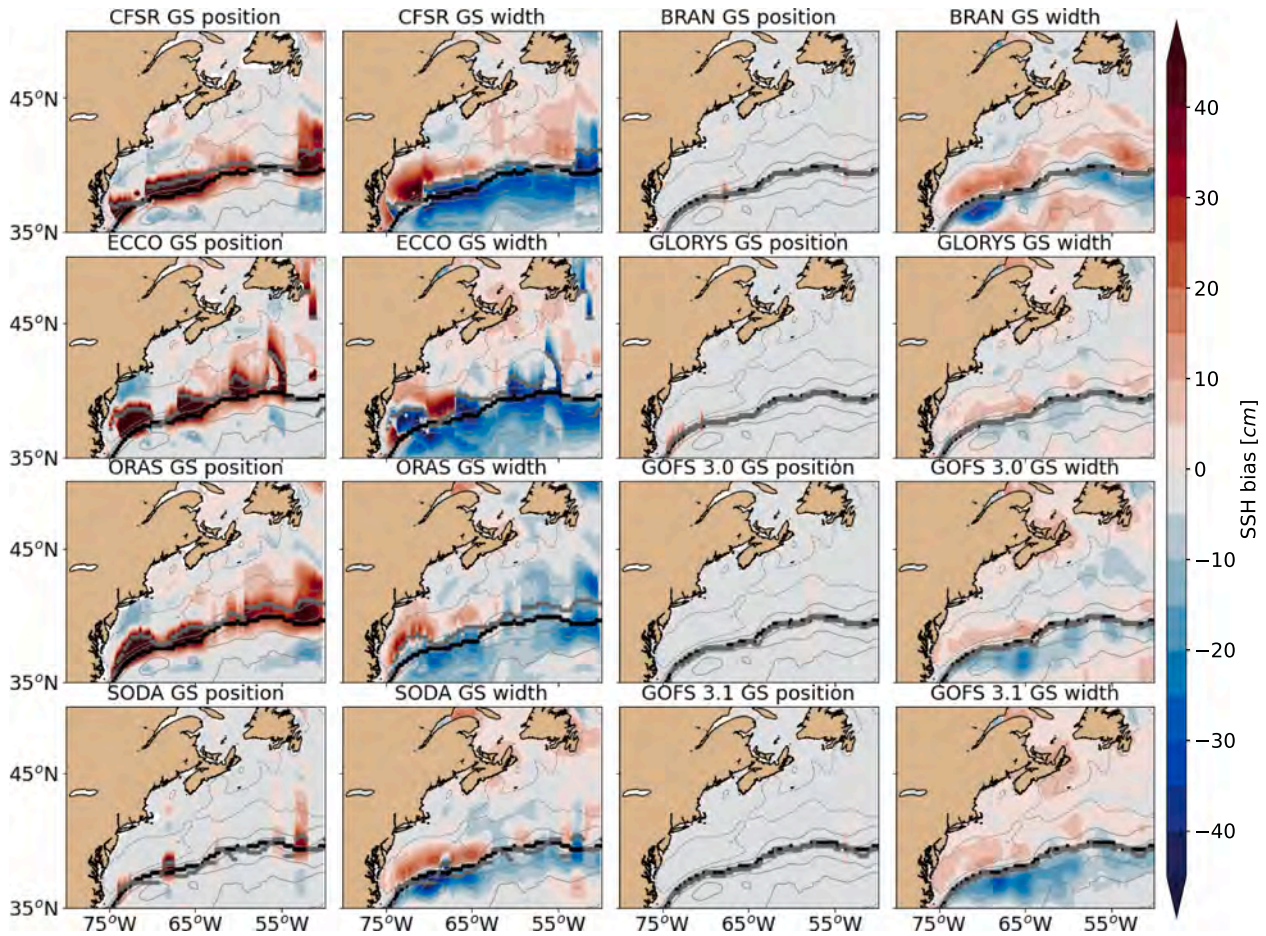 CFSR GS position CFSR GS width BRAN GS position BRAN GS width
45°N
35°N
ECCO GS position ECCO GS width GLORYS GS position GLORYS GS width
45°N
35°N
ORAS GS position ORAS GS width GOFS 3.0 GS position GOFS 3.0 GS width
45°N
35°N
SODA GS position SODA GS width GOFS 3.1 GS position GOFS 3.1 GS width
45°N
35°N
75°W 65°W 55°W 75°W 65°W 55°W 75°W 65°W 55°W 75°W 65°W 55°W
40
30
20
10
0
−10
−20
−30
−40
SSH bias [cm]